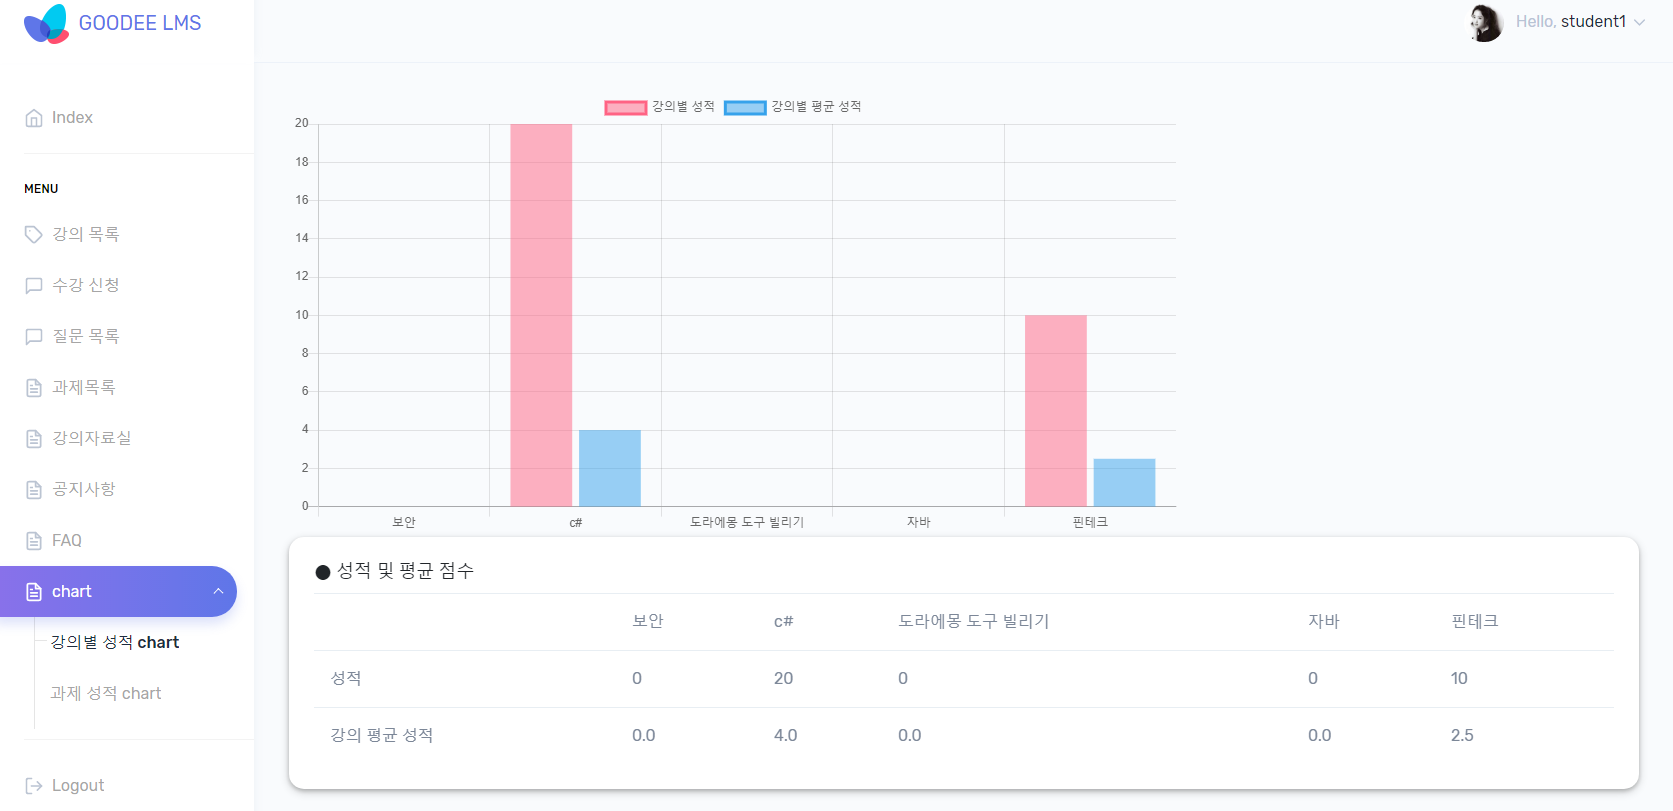 GOODEE LMS
Hello, student1
Index
MENU
강의 목록
수강 신청
질문 목록
과제목록
강의자료실
공지사항
FAQ
chart
강의별 성적 chart
과제 성적 chart
Logout
강의별 성적 강의별 평균 성적
20
18
16
14
12
10
8
6
4
2
0
보안 c# 도라에몽 도구 빌리기 자바 핀테크
● 성적 및 평균 점수
보안 c# 도라에몽 도구 빌리기 자바 핀테크
성적 0 20 0 0 10
강의 평균 성적 0.0 4.0 0.0 0.0 2.5